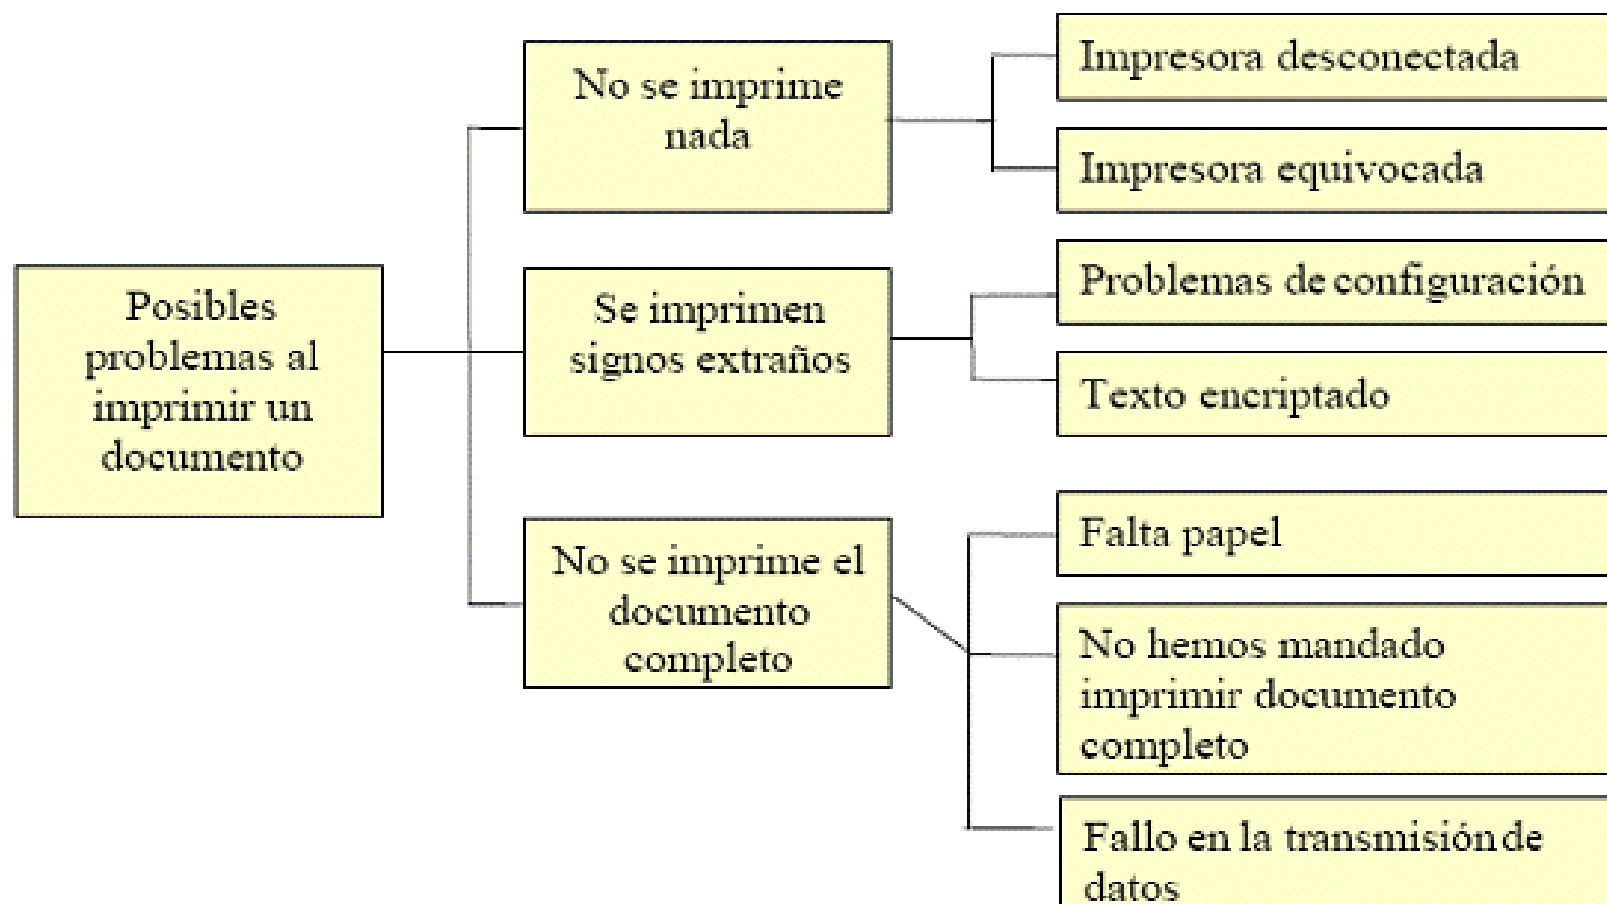 Posibles
problemas al
imprimir un
documento
No se imprime
nada
Impresora desconectada
Impresora equivocada
Se imprimen
signos extraños
Problemas de configuración
Texto encriptado
No se imprime el
documento
completo
Falta papel
No hemos mandado
imprimir documento
completo
Fallo en la transmisión de
datos